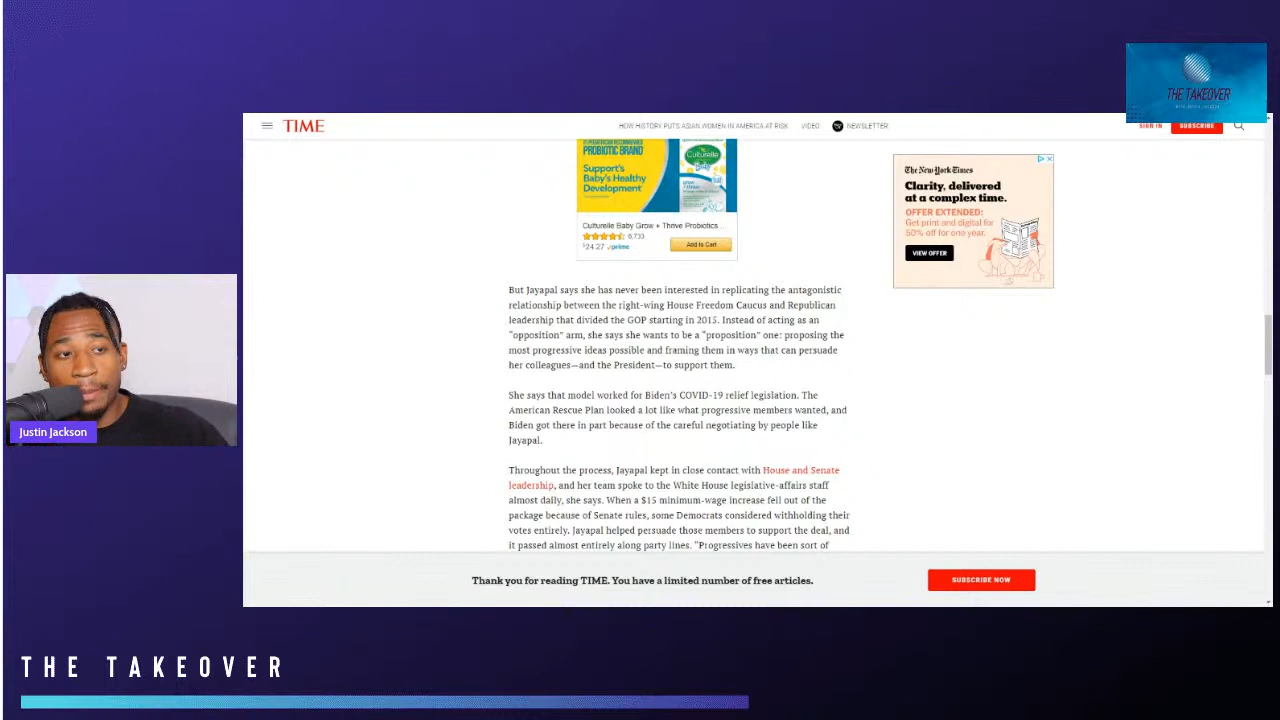 THE TAKEOVER
TIME
HOW HISTORY PUTS ASIAN WOMEN IN AMERICA AT RISK
VIDEO
NEWSLETTER
SIGN IN
SUBSCRIBE
PROBIOTIC BRAND
Support's
Baby's Healthy
Development*
Culturelle
Baby
grow +
thrive
Culturelle Baby Grow + Thrive Probiotics ...
6,733
$24.27 prime
Add to Cart
The New York Times
Clarity, delivered
at a complex time.
OFFER EXTENDED:
Get print and digital for
50% off for one year.
VIEW OFFER
But Jayapal says she has never been interested in replicating the antagonistic
relationship between the right-wing House Freedom Caucus and Republican
leadership that divided the GOP starting in 2015. Instead of acting as an
“opposition” arm, she says she wants to be a “proposition” one: proposing the
most progressive ideas possible and framing them in ways that can persuade
her colleagues—and the President—to support them.
She says that model worked for Biden’s COVID-19 relief legislation. The
American Rescue Plan looked a lot like what progressive members wanted, and
Biden got there in part because of the careful negotiating by people like
Jayapal.
Throughout the process, Jayapal kept in close contact with House and Senate
leadership, and her team spoke to the White House legislative-affairs staff
almost daily, she says. When a $15 minimum-wage increase fell out of the
package because of Senate rules, some Democrats considered withholding their
votes entirely. Jayapal helped persuade those members to support the deal, and
it passed almost entirely along party lines. “Progressives have been sort of
Justin Jackson
Thank you for reading TIME. You have a limited number of free articles.
SUBSCRIBE NOW
THE TAKEOVER